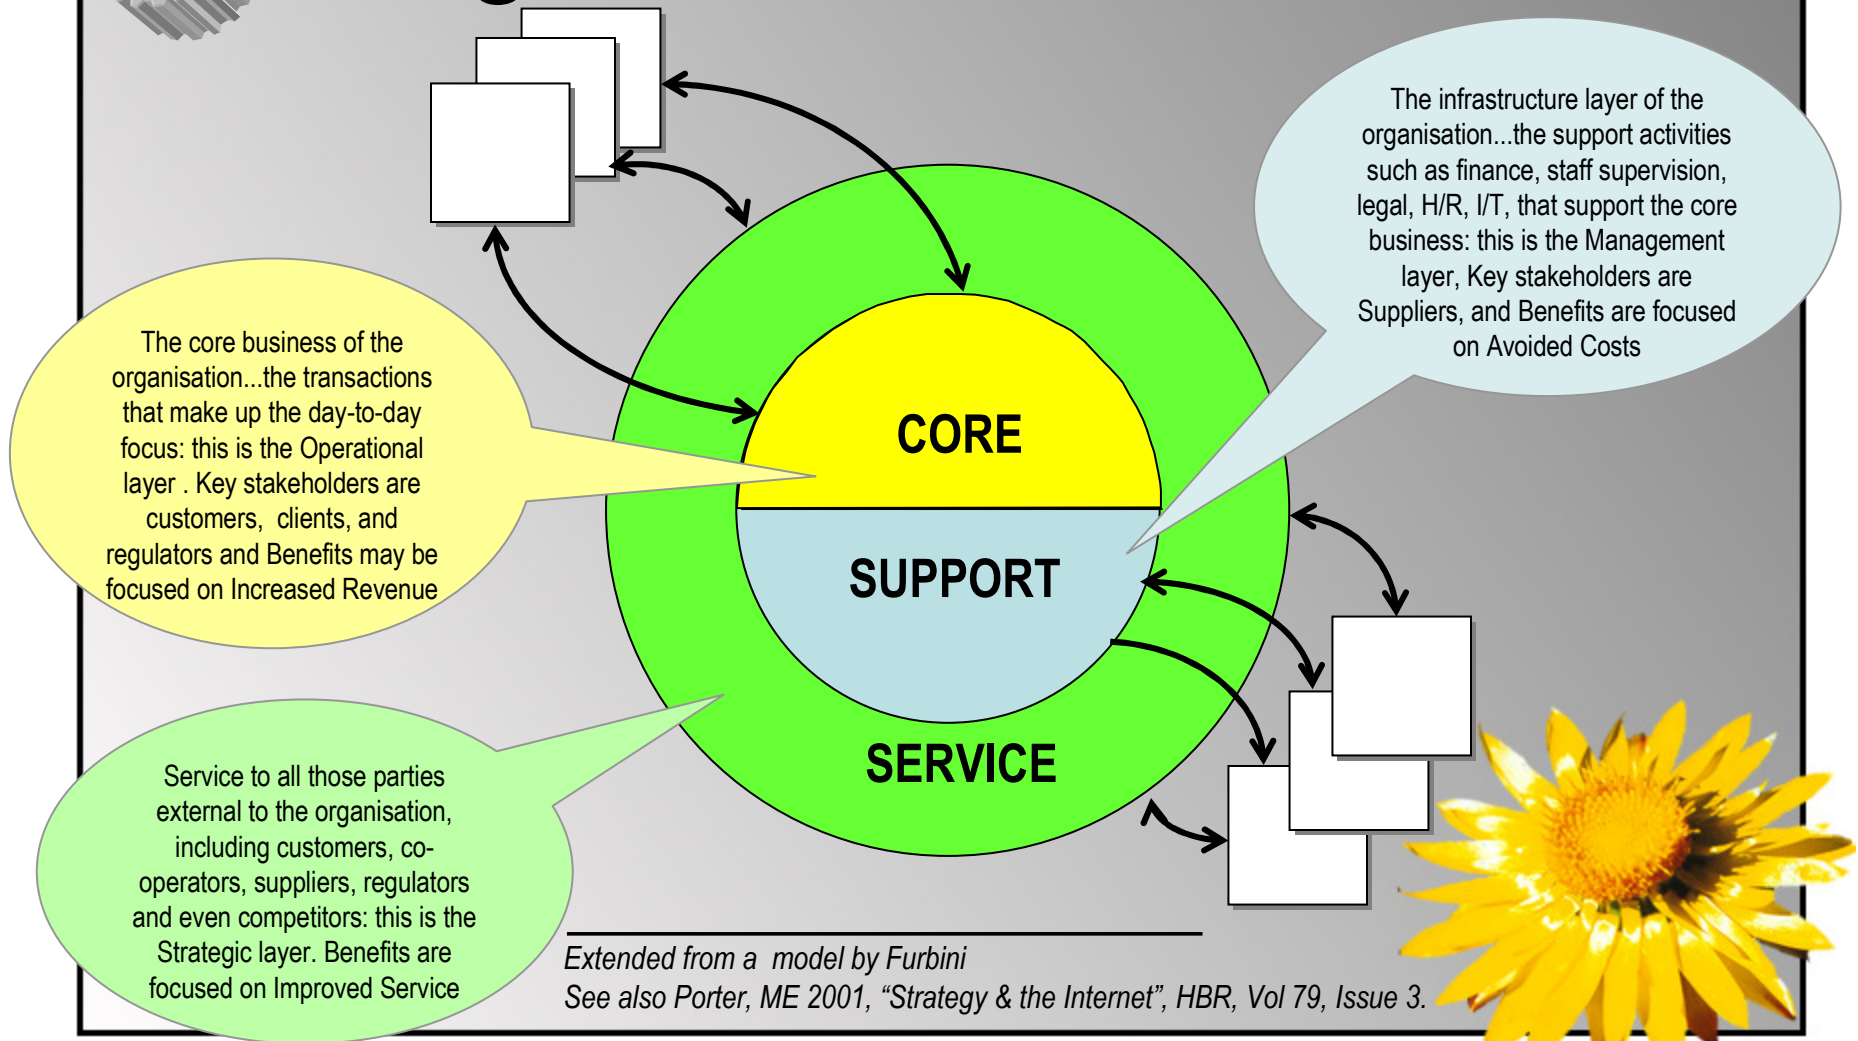 The infrastructure layer of the
organisation...the support activities
such as finance, staff supervision,
legal, H/R, I/T, that support the core
business: this is the Management
layer, Key stakeholders are
Suppliers, and Benefits are focused
on Avoided Costs
The core business of the
organisation...the transactions
that make up the day-to-day
focus: this is the Operational
layer . Key stakeholders are
customers,  clients, and
regulators and Benefits may be
focused on Increased Revenue
CORE
SUPPORT
SERVICE
Service to all those parties
external to the organisation,
including customers, co-
operators, suppliers, regulators
and even competitors: this is the
Strategic layer. Benefits are
focused on Improved Service
Extended from a  model by Furbini
See also Porter, ME 2001, “Strategy & the Internet”, HBR, Vol 79, Issue 3.